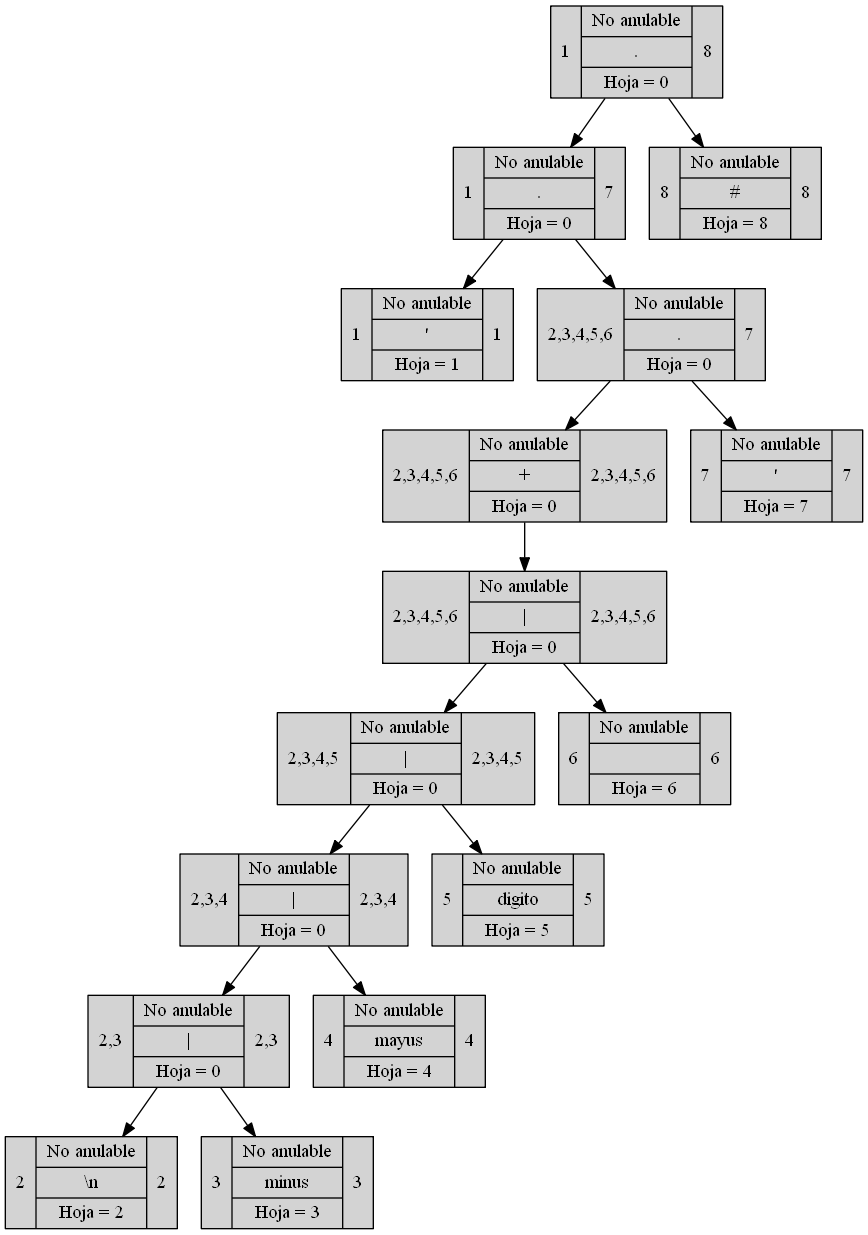 No anulable
1 . 8
Hoja = 0
No anulable
1 . 7
Hoja = 0
No anulable
8 # 8
Hoja = 8
No anulable
1 ' 1
Hoja = 1
No anulable
2,3,4,5,6 . 7
Hoja = 0
No anulable
2,3,4,5,6 + 2,3,4,5,6
Hoja = 0
No anulable
7 ' 7
Hoja = 7
No anulable
2,3,4,5,6 | 2,3,4,5,6
Hoja = 0
No anulable
2,3,4,5 | 2,3,4,5
Hoja = 0
No anulable
6 6
Hoja = 6
No anulable
2,3,4 | 2,3,4
Hoja = 0
No anulable
5 digito 5
Hoja = 5
No anulable
2,3 | 2,3
Hoja = 0
No anulable
4 mayus 4
Hoja = 4
No anulable
2 \n 2
Hoja = 2
No anulable
3 minus 3
Hoja = 3